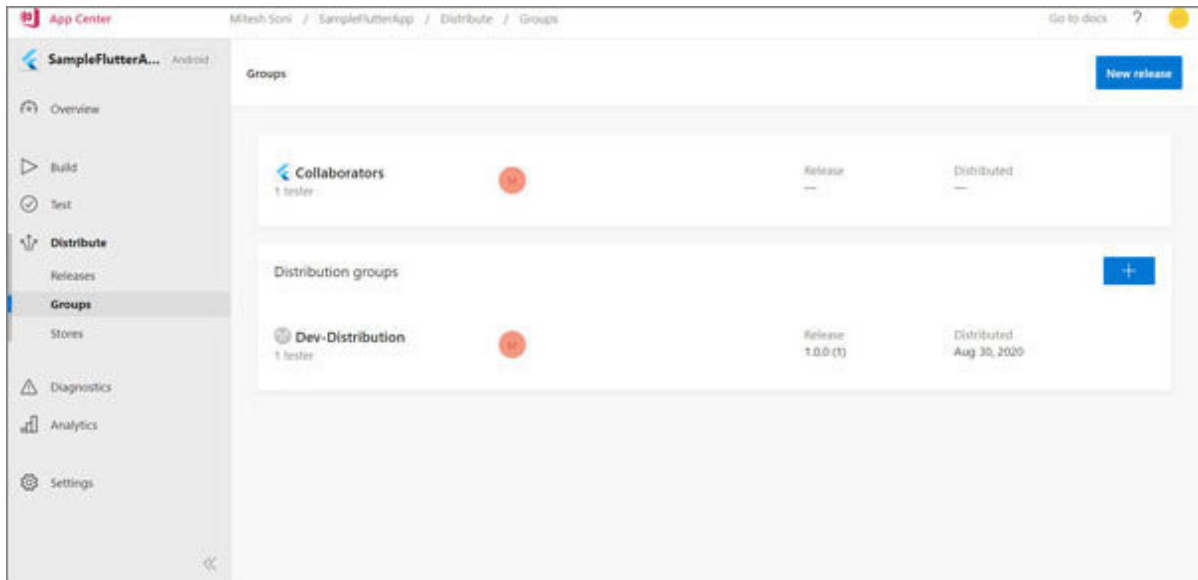 App Center
Mitesh Soni / SampleFlutterApp / Distribute / Groups
Go to docs ?
SampleFlutterA... Android
Groups
New release
Overview
Build
Test
Distribute
Releases
Groups
Stores
Diagnostics
Analytics
Settings
Collaborators
1 tester
Release
—
Distributed
—
Distribution groups
+
Dev-Distribution
1 tester
Release
1.0.0 (1)
Distributed
Aug 30, 2020